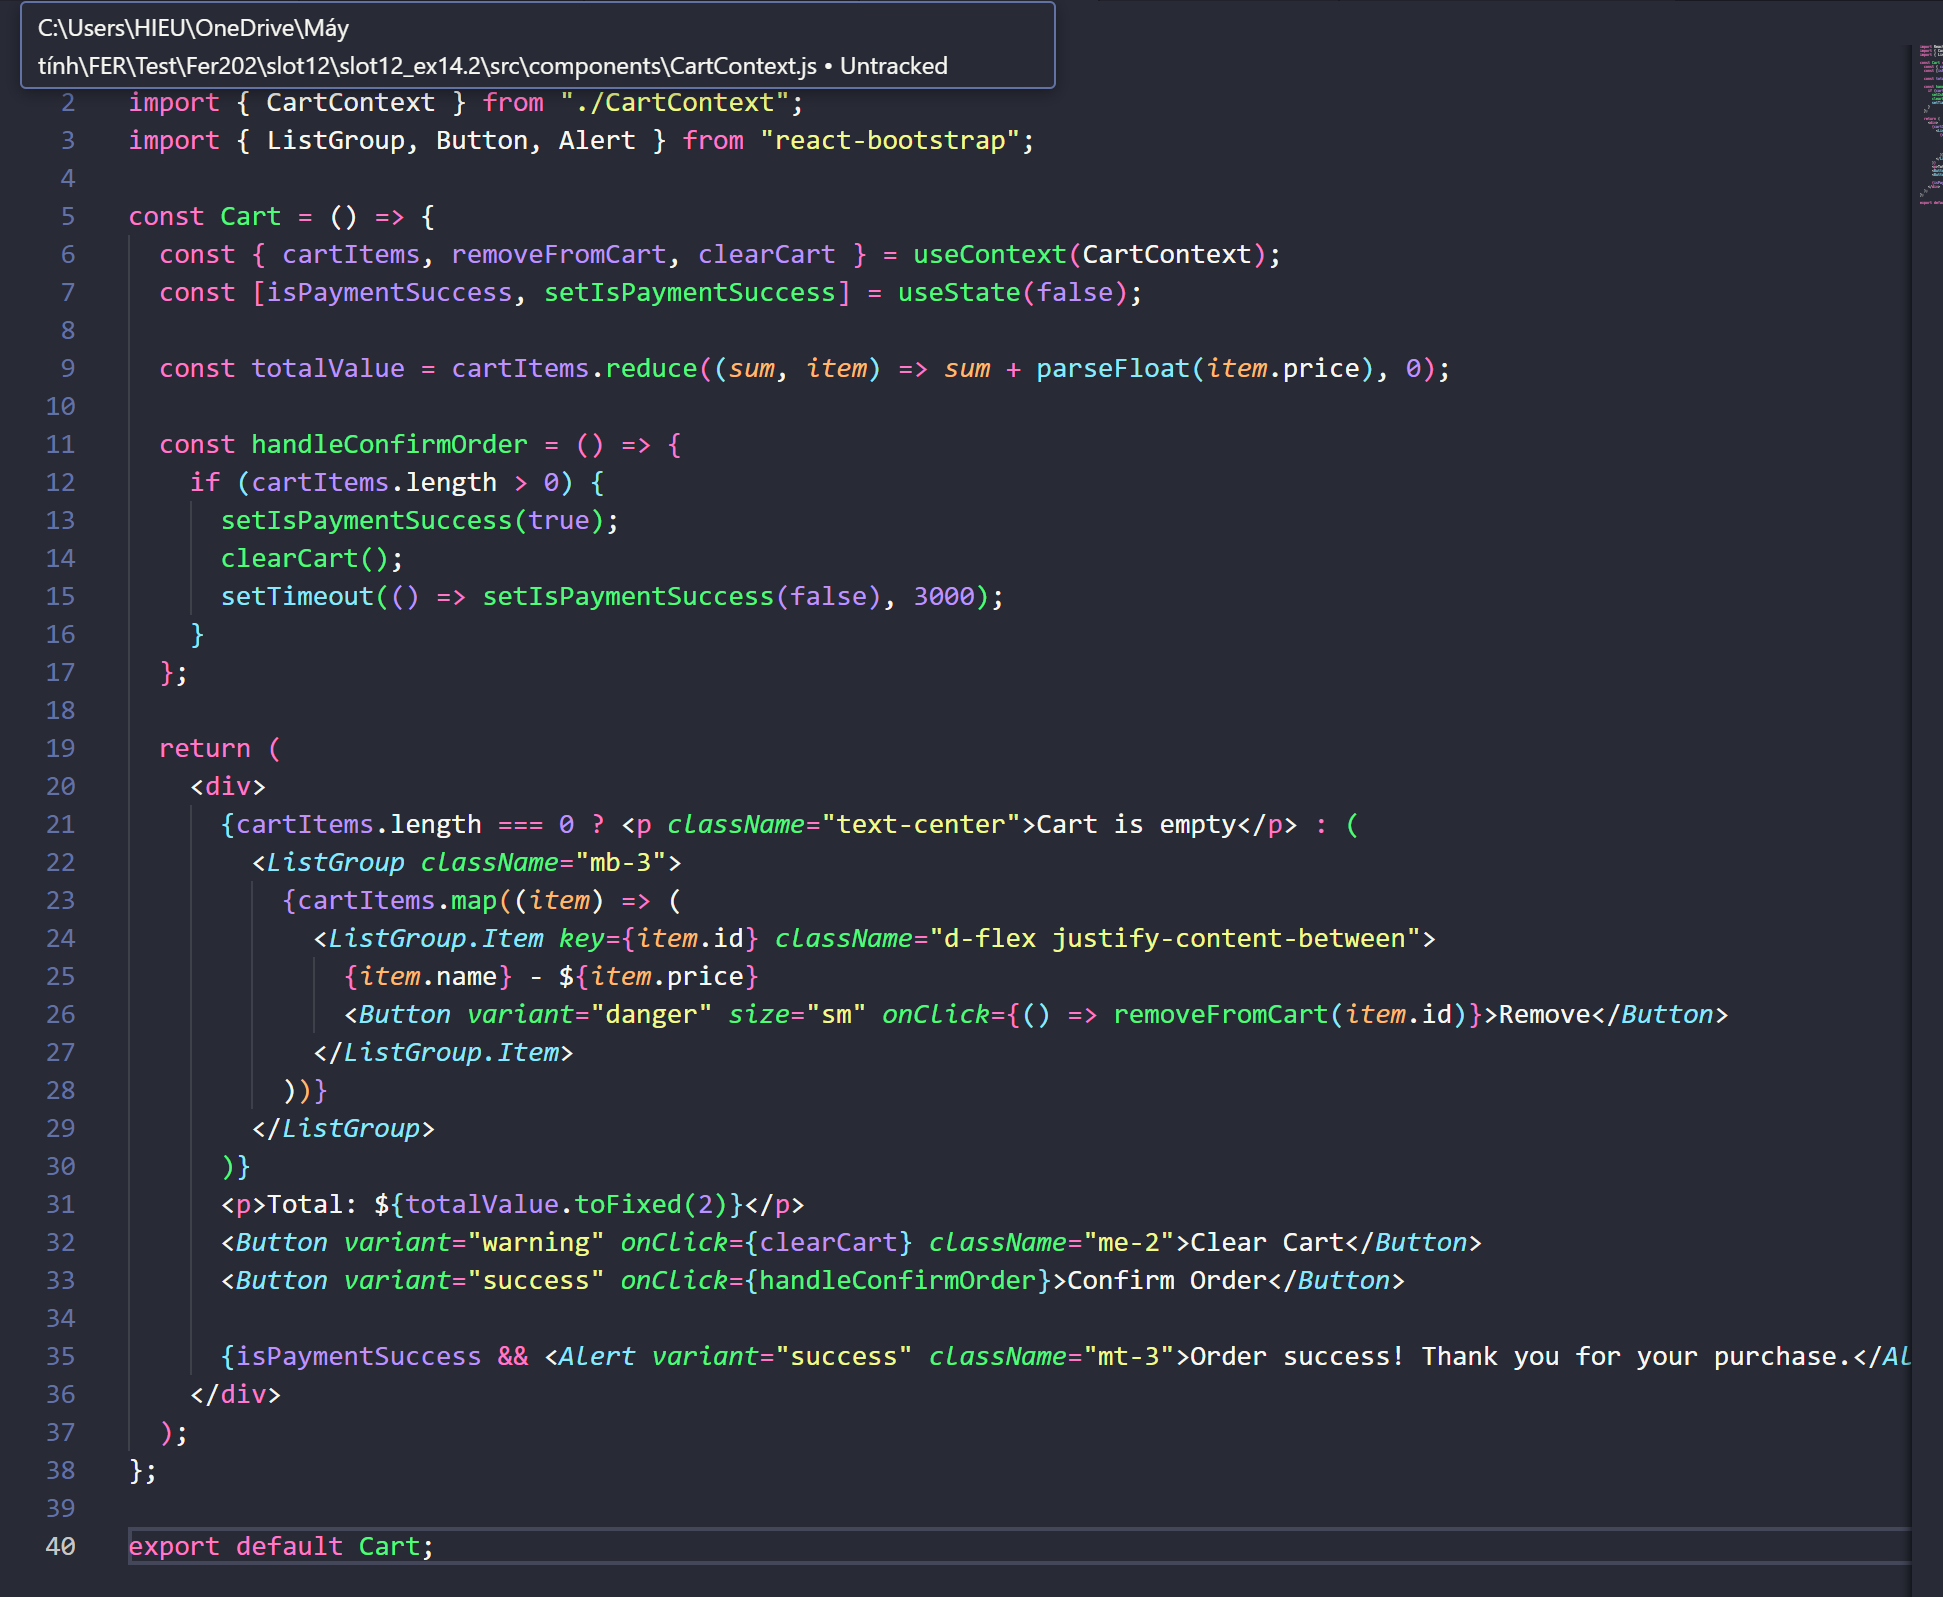 C:\Users\HIEU\OneDrive\Máy
tính\FER\Test\Fer202\slot12\slot12_ex14.2\src\components\CartContext.js • Untracked
2 import { CartContext } from "./CartContext";
3 import { ListGroup, Button, Alert } from "react-bootstrap";
4
5 const Cart = () => {
6   const { cartItems, removeFromCart, clearCart } = useContext(CartContext);
7   const [isPaymentSuccess, setIsPaymentSuccess] = useState(false);
8
9   const totalValue = cartItems.reduce((sum, item) => sum + parseFloat(item.price), 0);
10
11   const handleConfirmOrder = () => {
12     if (cartItems.length > 0) {
13       setIsPaymentSuccess(true);
14       clearCart();
15       setTimeout(() => setIsPaymentSuccess(false), 3000);
16     }
17   };
18
19   return (
20     <div>
21       {cartItems.length === 0 ? <p className="text-center">Cart is empty</p> : (
22         <ListGroup className="mb-3">
23           {cartItems.map((item) => (
24             <ListGroup.Item key={item.id} className="d-flex justify-content-between">
25               {item.name} - ${item.price}
26               <Button variant="danger" size="sm" onClick={() => removeFromCart(item.id)}>Remove</Button>
27             </ListGroup.Item>
28           ))}
29         </ListGroup>
30       )}
31       <p>Total: ${totalValue.toFixed(2)}</p>
32       <Button variant="warning" onClick={clearCart} className="me-2">Clear Cart</Button>
33       <Button variant="success" onClick={handleConfirmOrder}>Confirm Order</Button>
34
35       {isPaymentSuccess && <Alert variant="success" className="mt-3">Order success! Thank you for your purchase.</Al
36     </div>
37   );
38 };
39
40 export default Cart;